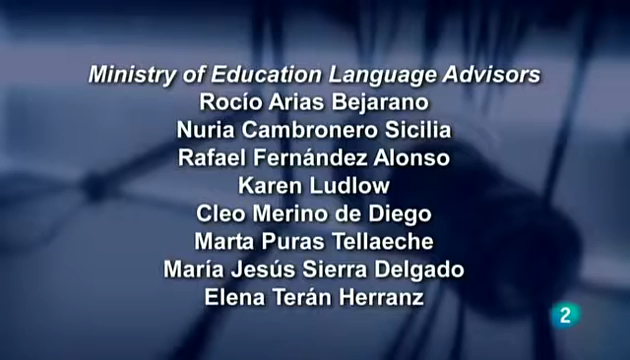 Ministry of Education Language Advisors
Rocío Arias Bejarano
Nuria Cambronero Sicilia
Rafael Fernández Alonso
Karen Ludlow
Cleo Merino de Diego
Marta Puras Tellaeche
María Jesús Sierra Delgado
Elena Terán Herranz
2